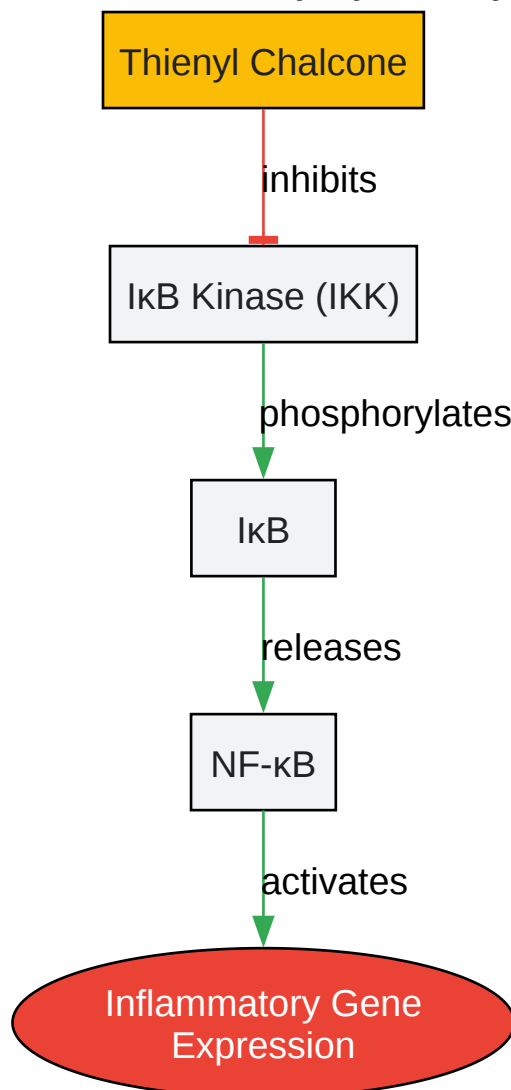 Thienyl Chalcone
inhibits
IκB Kinase (IKK)
phosphorylates
IκB
releases
NF-κB
activates
Inflammatory Gene
Expression